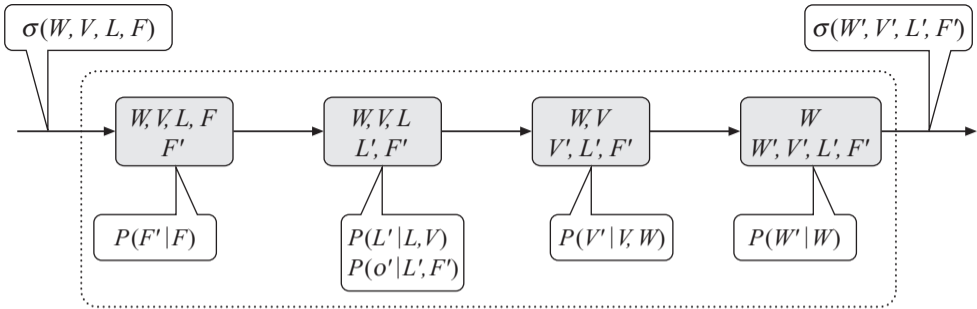 σ(W, V, L, F)
σ(W', V', L', F')
W, V, L, F
F'
W, V, L
L', F'
W, V
V', L', F'
W
W', V', L', F'
P(F'|F)
P(L'|L,V)
P(o'|L',F')
P(V'|V,W)
P(W'|W)